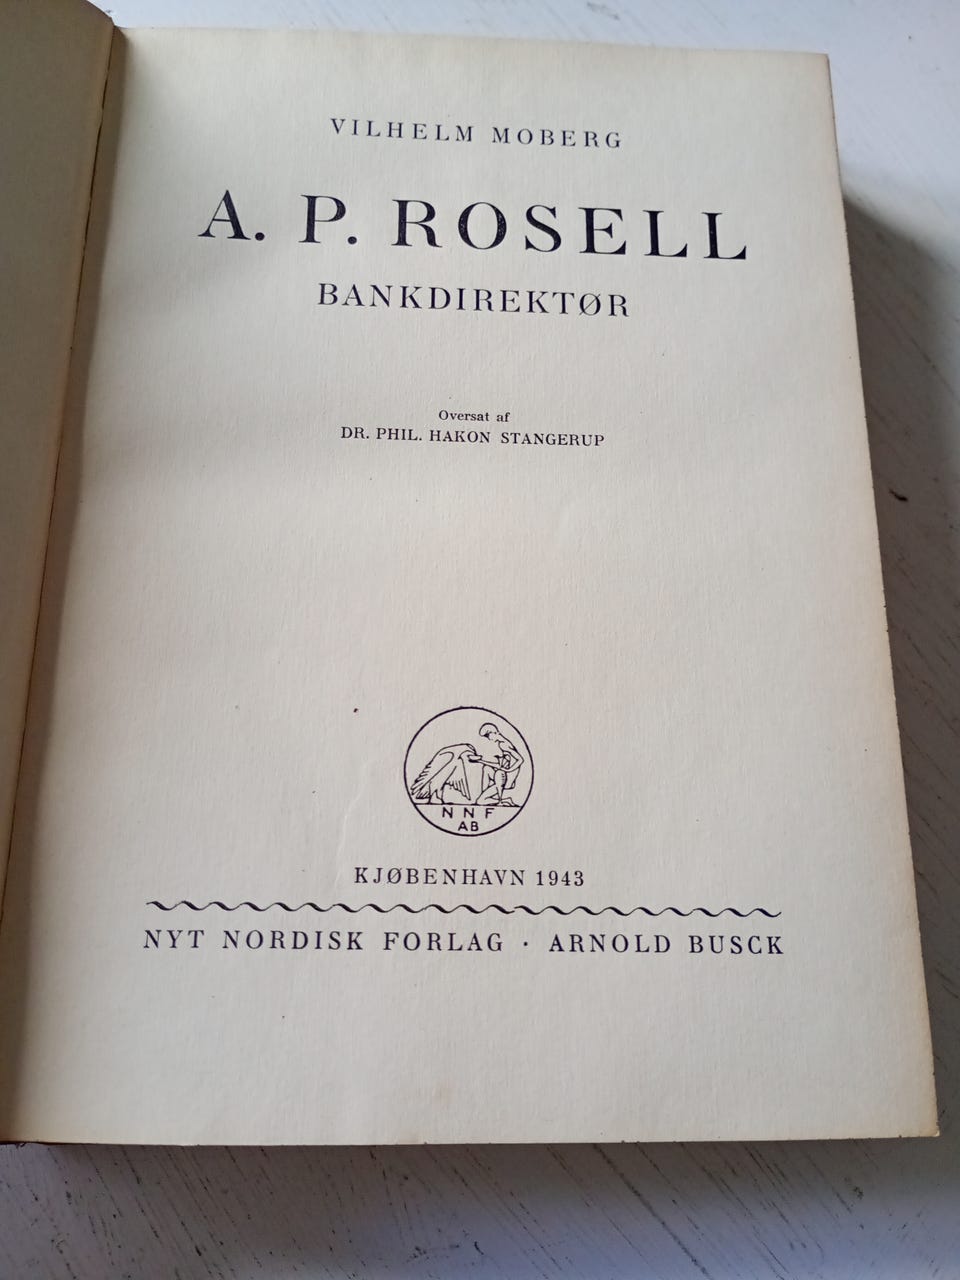 VILHELM MOBERG
A. P. ROSELL
BANKDIREKTØR
Oversat af
DR. PHIL. HAKON STANGERUP
N N F
AB
KJØBENHAVN 1943
NYT NORDISK FORLAG · ARNOLD BUSCK